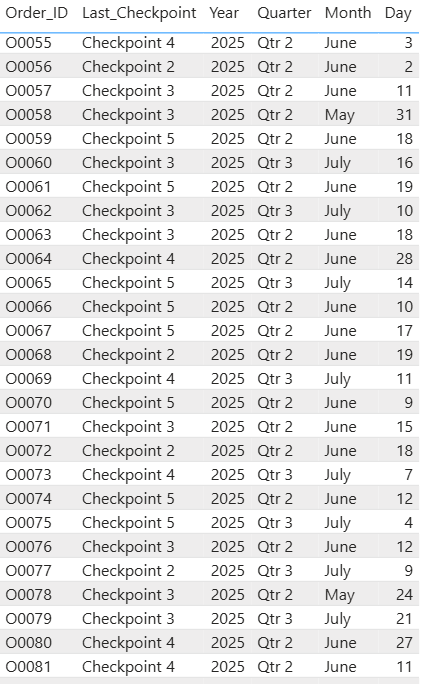 Order_ID Last_Checkpoint Year Quarter Month Day
O0055 Checkpoint 4 2025 Qtr 2 June 3
O0056 Checkpoint 2 2025 Qtr 2 June 2
O0057 Checkpoint 3 2025 Qtr 2 June 11
O0058 Checkpoint 3 2025 Qtr 2 May 31
O0059 Checkpoint 5 2025 Qtr 2 June 18
O0060 Checkpoint 3 2025 Qtr 3 July 16
O0061 Checkpoint 5 2025 Qtr 2 June 19
O0062 Checkpoint 3 2025 Qtr 3 July 10
O0063 Checkpoint 3 2025 Qtr 2 June 18
O0064 Checkpoint 4 2025 Qtr 2 June 28
O0065 Checkpoint 5 2025 Qtr 3 July 14
O0066 Checkpoint 5 2025 Qtr 2 June 10
O0067 Checkpoint 5 2025 Qtr 2 June 17
O0068 Checkpoint 2 2025 Qtr 2 June 19
O0069 Checkpoint 4 2025 Qtr 3 July 11
O0070 Checkpoint 5 2025 Qtr 2 June 9
O0071 Checkpoint 3 2025 Qtr 2 June 15
O0072 Checkpoint 2 2025 Qtr 2 June 18
O0073 Checkpoint 4 2025 Qtr 3 July 7
O0074 Checkpoint 5 2025 Qtr 2 June 12
O0075 Checkpoint 5 2025 Qtr 3 July 4
O0076 Checkpoint 3 2025 Qtr 2 June 12
O0077 Checkpoint 2 2025 Qtr 3 July 9
O0078 Checkpoint 3 2025 Qtr 2 May 24
O0079 Checkpoint 3 2025 Qtr 3 July 21
O0080 Checkpoint 4 2025 Qtr 2 June 27
O0081 Checkpoint 4 2025 Qtr 2 June 11